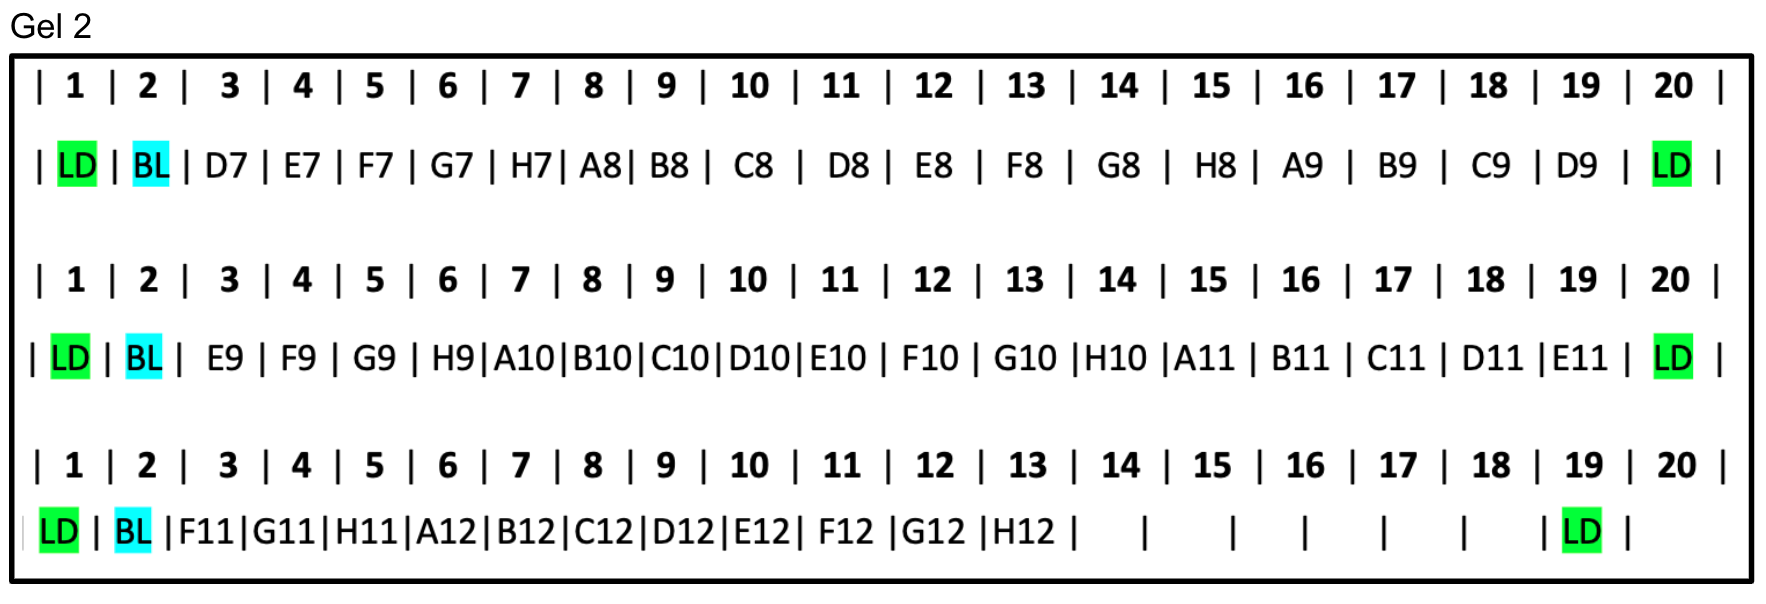 Gel 2
| 1 | 2 | 3 | 4 | 5 | 6 | 7 | 8 | 9 | 10 | 11 | 12 | 13 | 14 | 15 | 16 | 17 | 18 | 19 | 20 |
| LD | BL | D7 | E7 | F7 | G7 | H7| A8| B8 | C8 | D8 | E8 | F8 | G8 | H8 | A9 | B9 | C9 | D9 | LD |
| 1 | 2 | 3 | 4 | 5 | 6 | 7 | 8 | 9 | 10 | 11 | 12 | 13 | 14 | 15 | 16 | 17 | 18 | 19 | 20 |
| LD | BL | E9 | F9 | G9 | H9|A10|B10|C10|D10|E10 | F10 | G10 |H10 |A11 | B11 | C11 | D11 |E11 | LD |
| 1 | 2 | 3 | 4 | 5 | 6 | 7 | 8 | 9 | 10 | 11 | 12 | 13 | 14 | 15 | 16 | 17 | 18 | 19 | 20 |
| LD | BL |F11|G11|H11|A12|B12|C12|D12|E12| F12 |G12 |H12 | | | | | | |LD |